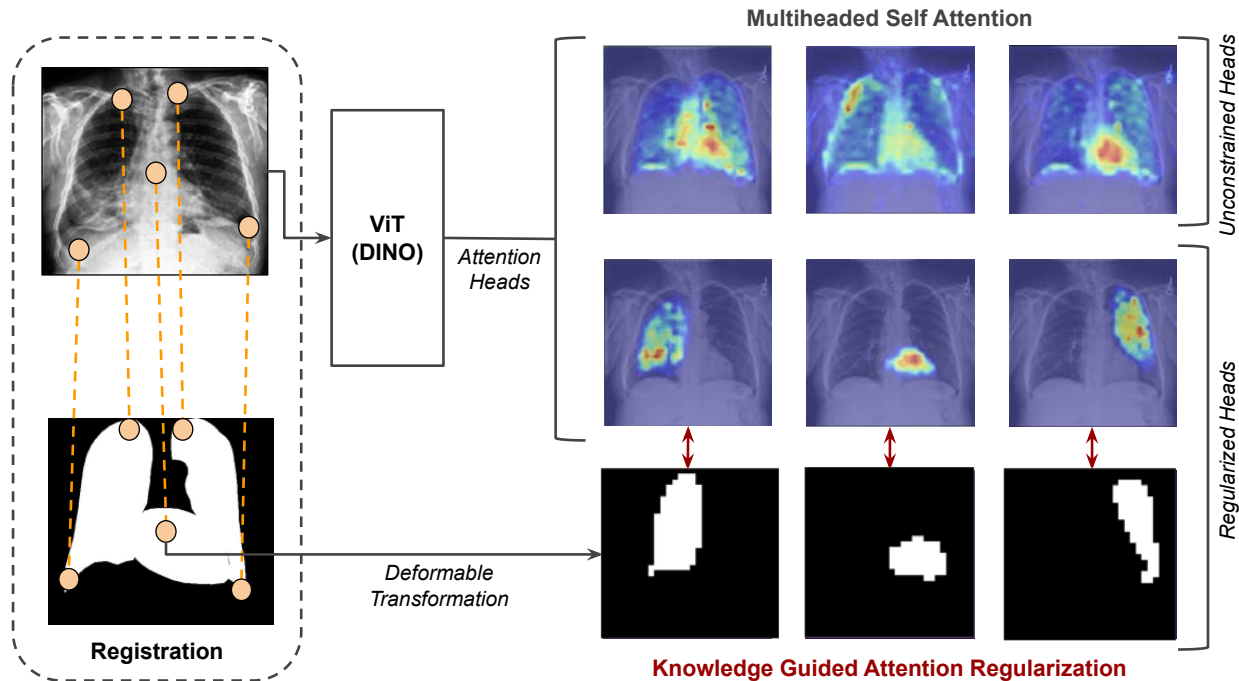 Multiheaded Self Attention
Unconstrained Heads
ViT
(DINO)
Attention
Heads
Regularized Heads
Deformable
Transformation
Registration
Knowledge Guided Attention Regularization